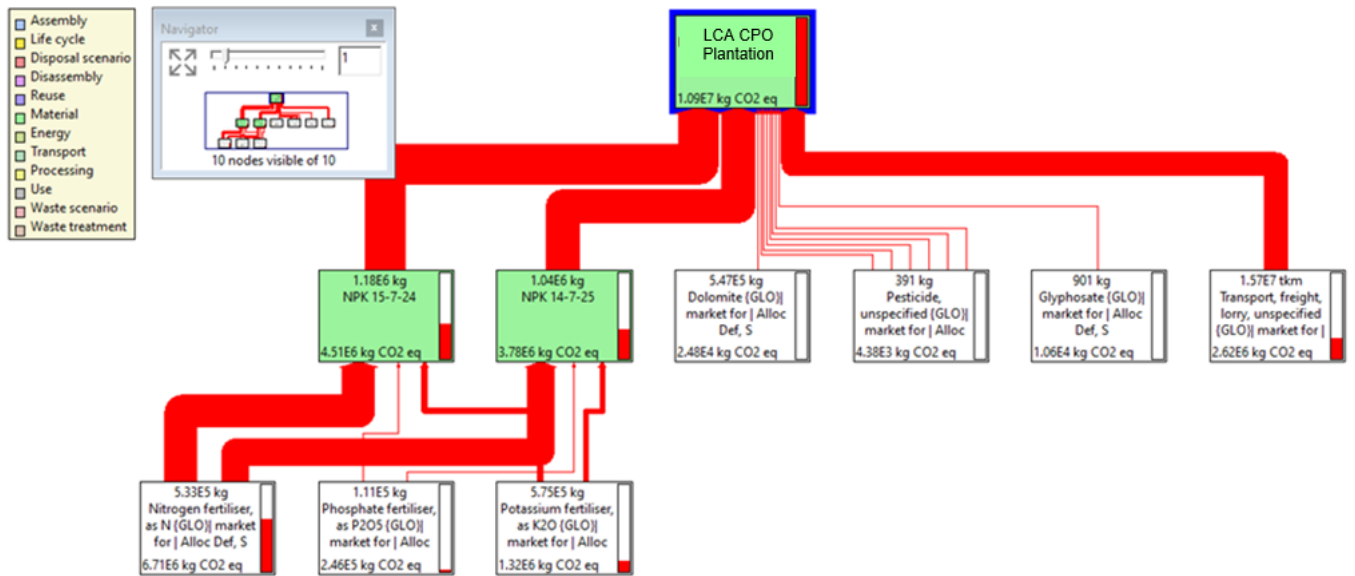 Assembly
Life cycle
Disposal scenario
Disassembly
Reuse
Material
Energy
Transport
Processing
Use
Waste scenario
Waste treatment
Navigator
x
1
10 nodes visible of 10
LCA CPO
Plantation
1.09E7 kg CO2 eq
1.18E6 kg
NPK 15-7-24
4.51E6 kg CO2 eq
1.04E6 kg
NPK 14-7-25
3.78E6 kg CO2 eq
5.47E5 kg
Dolomite {GLO}|
market for | Alloc
Def, S
2.48E4 kg CO2 eq
391 kg
Pesticide,
unspecified {GLO}|
market for | Alloc
4.38E3 kg CO2 eq
901 kg
Glyphosate {GLO}|
market for | Alloc
Def, S
1.06E4 kg CO2 eq
1.57E7 tkm
Transport, freight,
lorry, unspecified
{GLO}| market for |
2.62E6 kg CO2 eq
5.33E5 kg
Nitrogen fertiliser,
as N {GLO}| market
for | Alloc Def, S
6.71E6 kg CO2 eq
1.11E5 kg
Phosphate fertiliser,
as P2O5 {GLO}|
market for | Alloc
2.46E5 kg CO2 eq
5.75E5 kg
Potassium fertiliser,
as K2O {GLO}|
market for | Alloc
1.32E6 kg CO2 eq